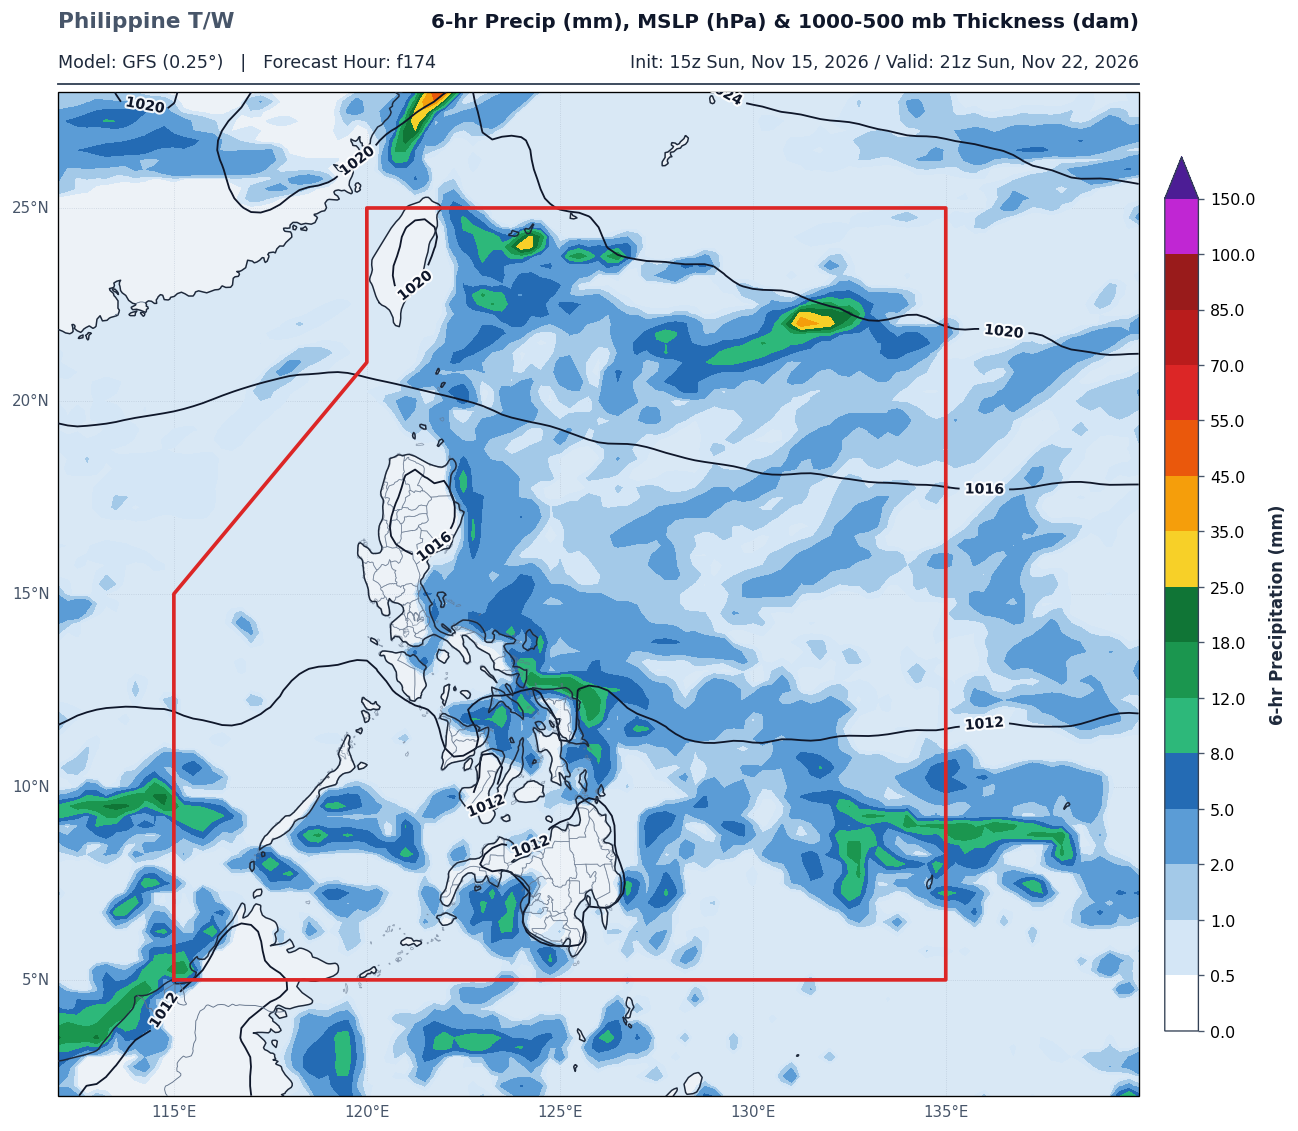 Philippine T/W
6-hr Precip (mm), MSLP (hPa) & 1000-500 mb Thickness (dam)
Model: GFS (0.25°) | Forecast Hour: f174
Init: 15z Sun, Nov 15, 2026 / Valid: 21z Sun, Nov 22, 2026
1020
1020
1020
1020
1016
1016
1012
1012
1012
1012
25°N
20°N
15°N
10°N
5°N
115°E
120°E
125°E
130°E
135°E
150.0
100.0
85.0
70.0
55.0
45.0
35.0
25.0
18.0
12.0
8.0
5.0
2.0
1.0
0.5
0.0
6-hr Precipitation (mm)